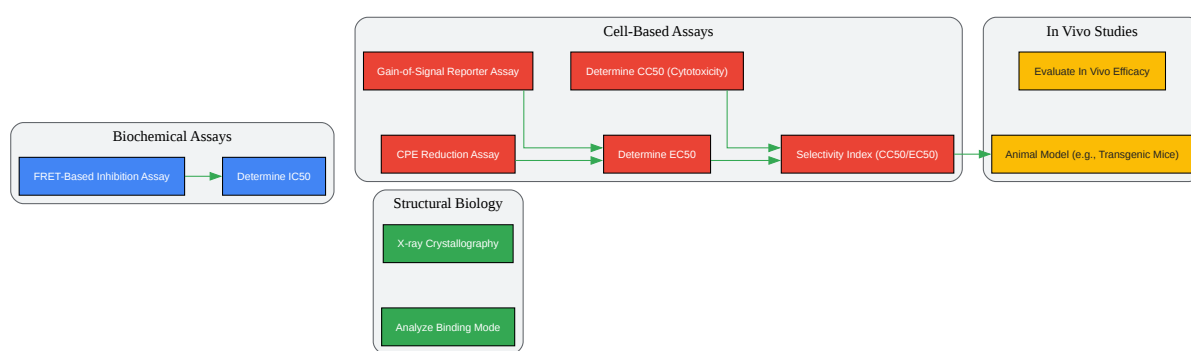 Biochemical Assays
FRET-Based Inhibition Assay
Determine IC50
Cell-Based Assays
Gain-of-Signal Reporter Assay
Determine CC50 (Cytotoxicity)
CPE Reduction Assay
Determine EC50
Selectivity Index (CC50/EC50)
Structural Biology
X-ray Crystallography
Analyze Binding Mode
In Vivo Studies
Evaluate In Vivo Efficacy
Animal Model (e.g., Transgenic Mice)